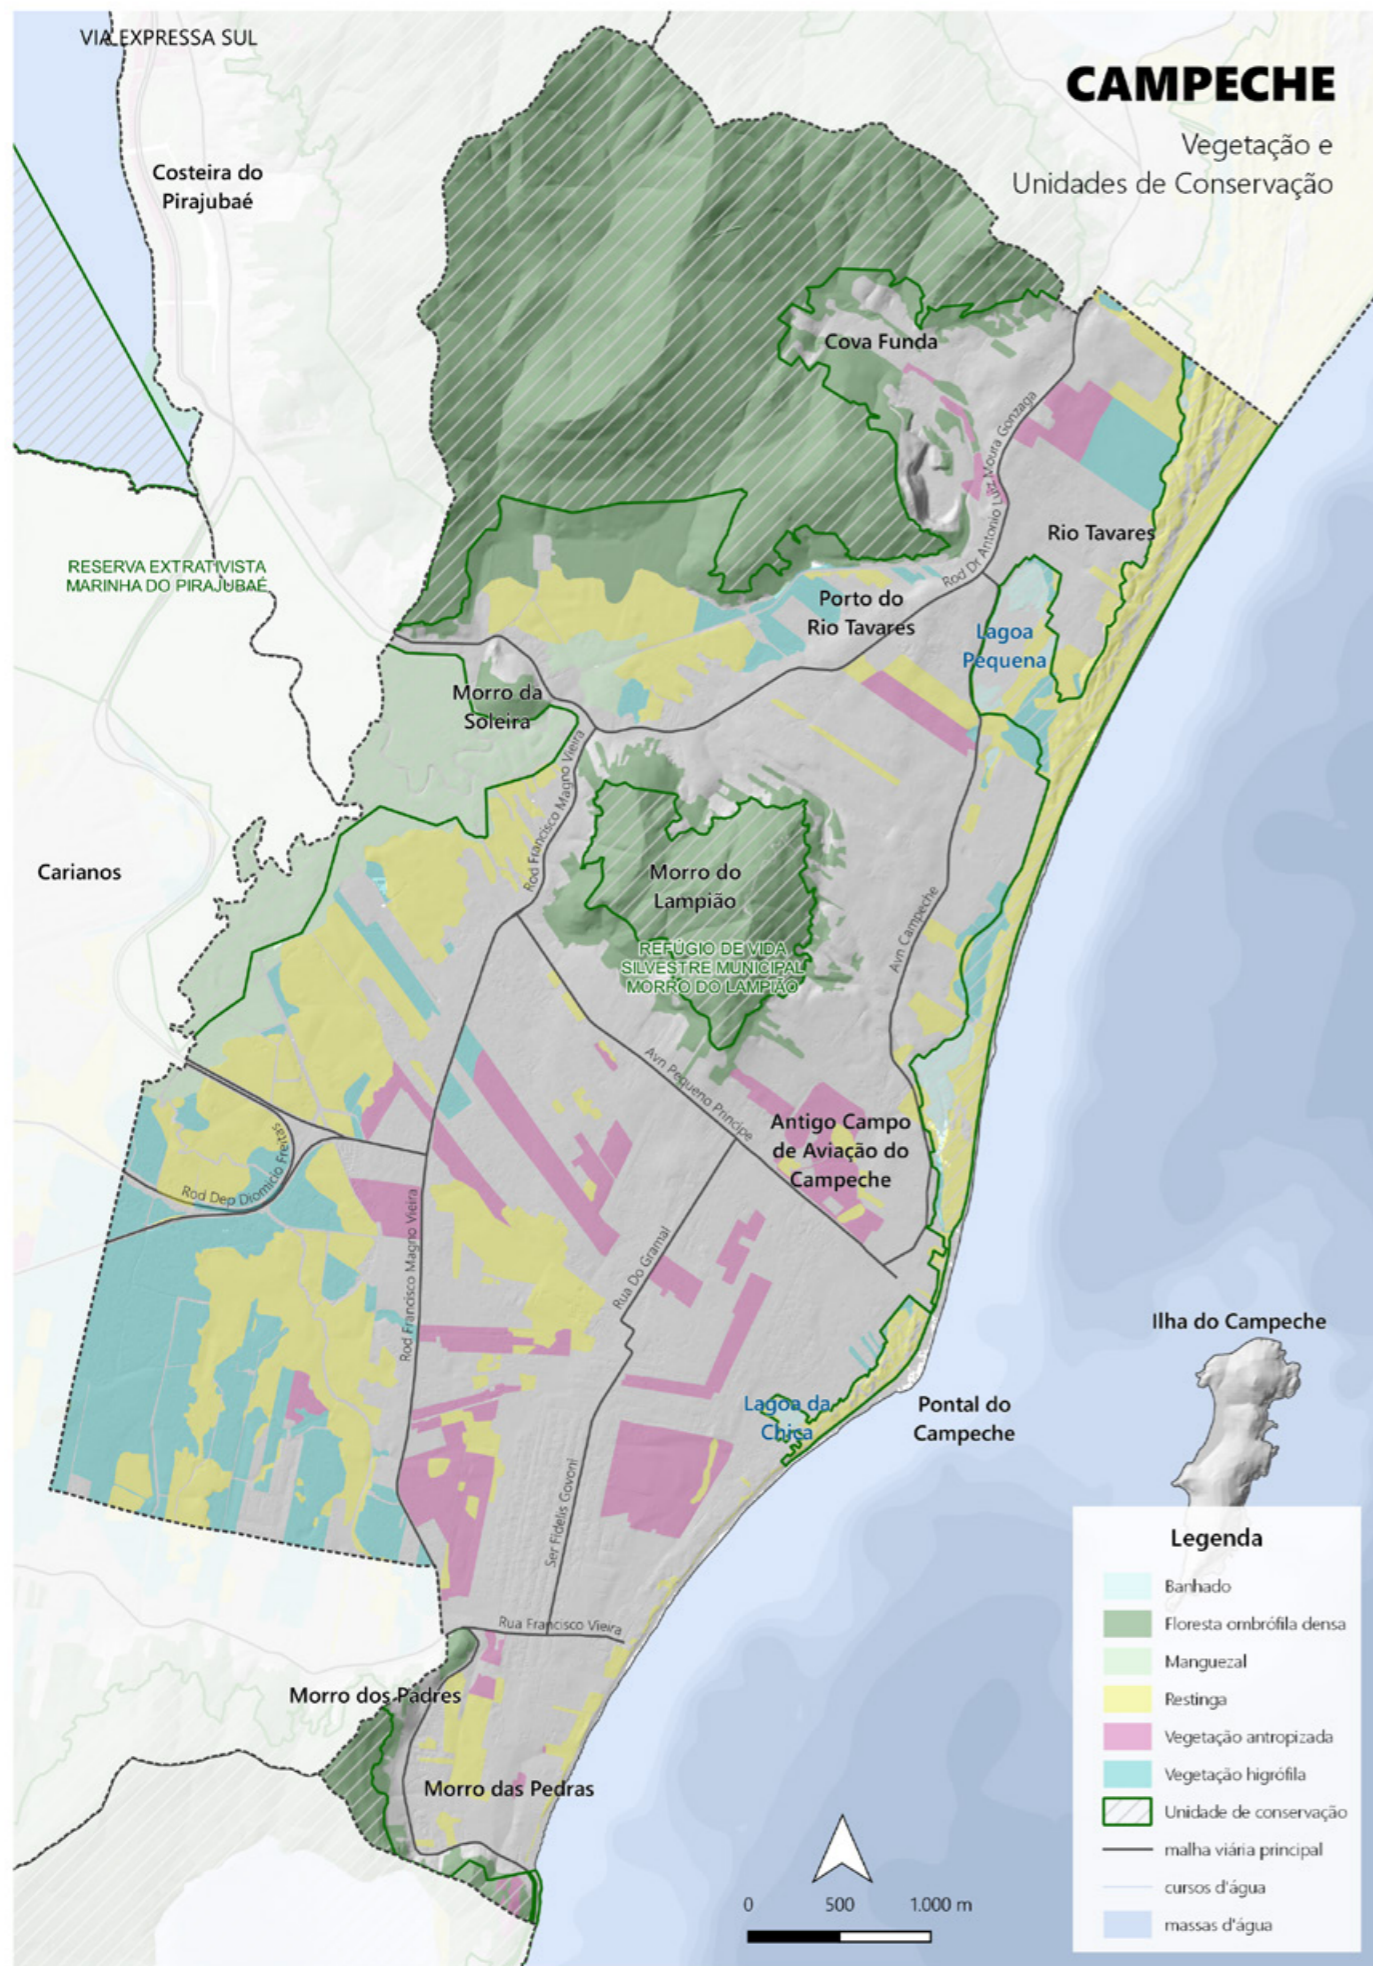 VIA EXPRESSA SUL
CAMPECHE
Vegetação e
Unidades de Conservação
Costeira do
Pirajubaé
Cova Funda
Rod Dr Antonio Luiz Moura Gonzaga
Rio Tavares
RESERVA EXTRATIVISTA
MARINHA DO PIRAJUBAÉ
Porto do
Rio Tavares
Lagoa
Pequena
Morro da
Soleira
Rod Francisco Magno Vieira
Carianos
Morro do
Lampião
REFÚGIO DE VIDA
SILVESTRE MUNICIPAL
MORRO DO LAMPIÃO
Avn Campeche
Avn Pequeno Principe
Antigo Campo
de Aviação do
Campeche
Rod Dep Diomicio Freitas
Rod Francisco Magno Vieira
Rua Do Gramal
Ilha do Campeche
Lagoa da
Chica
Pontal do
Campeche
Ser Fidelis Govoni
Rua Francisco Vieira
Morro dos Padres
Morro das Pedras
Legenda
Banhado
Floresta ombrófila densa
Manguezal
Restinga
Vegetação antropizada
Vegetação higrófila
Unidade de conservação
malha viária principal
cursos d'água
massas d'água
0 500 1.000 m